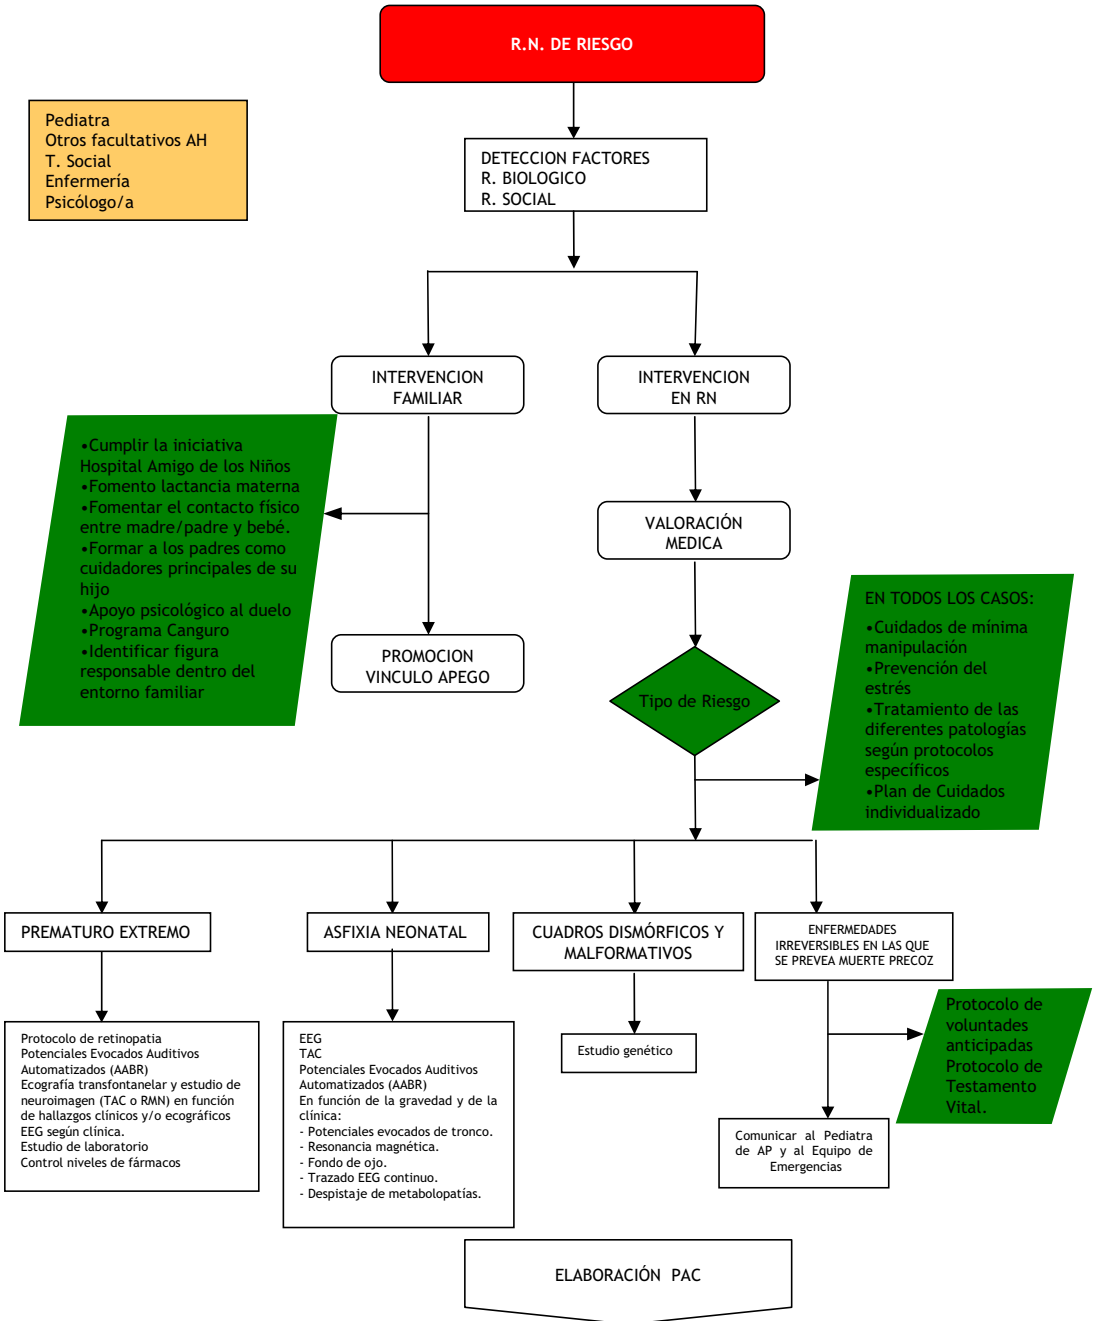 R.N. DE RIESGO
Pediatra
Otros facultativos AH
T. Social
Enfermería
Psicólogo/a
DETECCION FACTORES
R. BIOLOGICO
R. SOCIAL
INTERVENCION
FAMILIAR
INTERVENCION
EN RN
•Cumplir la iniciativa
Hospital Amigo de los Niños
•Fomento lactancia materna
•Fomentar el contacto físico
entre madre/padre y bebé.
•Formar a los padres como
cuidadores principales de su
hijo
•Apoyo psicológico al duelo
•Programa Canguro
•Identificar figura
responsable dentro del
entorno familiar
VALORACIÓN
MEDICA
PROMOCION
VINCULO APEGO
Tipo de Riesgo
EN TODOS LOS CASOS:
•Cuidados de mínima
manipulación
•Prevención del
estrés
•Tratamiento de las
diferentes patologías
según protocolos
específicos
•Plan de Cuidados
individualizado
PREMATURO EXTREMO
ASFIXIA NEONATAL
CUADROS DISMÓRFICOS Y
MALFORMATIVOS
ENFERMEDADES
IRREVERSIBLES EN LAS QUE
SE PREVEA MUERTE PRECOZ
Protocolo de retinopatia
Potenciales Evocados Auditivos
Automatizados (AABR)
Ecografía transfontanelar y estudio de
neuroimagen (TAC o RMN) en función
de hallazgos clínicos y/o ecográficos
EEG según clínica.
Estudio de laboratorio
Control niveles de fármacos
EEG
TAC
Potenciales Evocados Auditivos
Automatizados (AABR)
En función de la gravedad y de la
clínica:
- Potenciales evocados de tronco.
- Resonancia magnética.
- Fondo de ojo.
- Trazado EEG continuo.
- Despistaje de metabolopatías.
Estudio genético
Protocolo de
voluntades
anticipadas
Protocolo de
Testamento
Vital.
Comunicar al Pediatra
de AP y al Equipo de
Emergencias
ELABORACIÓN PAC